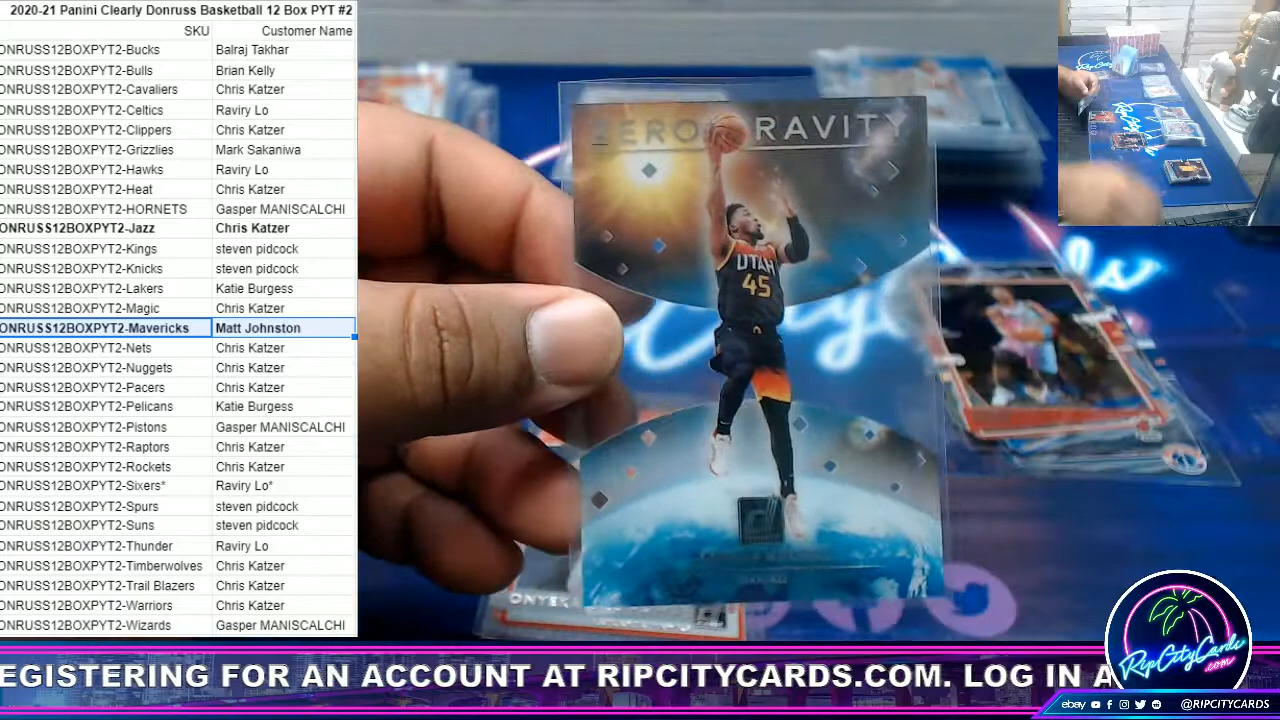 2020-21 Panini Clearly Donruss Basketball 12 Box PYT #2
SKU Customer Name
ONRUSS12BOXPYT2-Bucks Balraj Takhar
ONRUSS12BOXPYT2-Bulls Brian Kelly
ONRUSS12BOXPYT2-Cavaliers Chris Katzer
ONRUSS12BOXPYT2-Celtics Raviry Lo
ONRUSS12BOXPYT2-Clippers Chris Katzer
ONRUSS12BOXPYT2-Grizzlies Mark Sakaniwa
ONRUSS12BOXPYT2-Hawks Raviry Lo
ONRUSS12BOXPYT2-Heat Chris Katzer
ONRUSS12BOXPYT2-HORNETS Gasper MANISCALCHI
ONRUSS12BOXPYT2-Jazz Chris Katzer
ONRUSS12BOXPYT2-Kings steven pidcock
ONRUSS12BOXPYT2-Knicks steven pidcock
ONRUSS12BOXPYT2-Lakers Katie Burgess
ONRUSS12BOXPYT2-Magic Chris Katzer
ONRUSS12BOXPYT2-Mavericks Matt Johnston
ONRUSS12BOXPYT2-Nets Chris Katzer
ONRUSS12BOXPYT2-Nuggets Chris Katzer
ONRUSS12BOXPYT2-Pacers Chris Katzer
ONRUSS12BOXPYT2-Pelicans Katie Burgess
ONRUSS12BOXPYT2-Pistons Gasper MANISCALCHI
ONRUSS12BOXPYT2-Raptors Chris Katzer
ONRUSS12BOXPYT2-Rockets Chris Katzer
ONRUSS12BOXPYT2-Sixers* Raviry Lo*
ONRUSS12BOXPYT2-Spurs steven pidcock
ONRUSS12BOXPYT2-Suns steven pidcock
ONRUSS12BOXPYT2-Thunder Raviry Lo
ONRUSS12BOXPYT2-Timberwolves Chris Katzer
ONRUSS12BOXPYT2-Trail Blazers Chris Katzer
ONRUSS12BOXPYT2-Warriors Chris Katzer
ONRUSS12BOXPYT2-Wizards Gasper MANISCALCHI
RAVITY
UTAH
45
ONYE
RipCityCards
.com
EGISTERING FOR AN ACCOUNT AT RIPCITYCARDS.COM. LOG IN A
ebay @RIPCITYCARDS